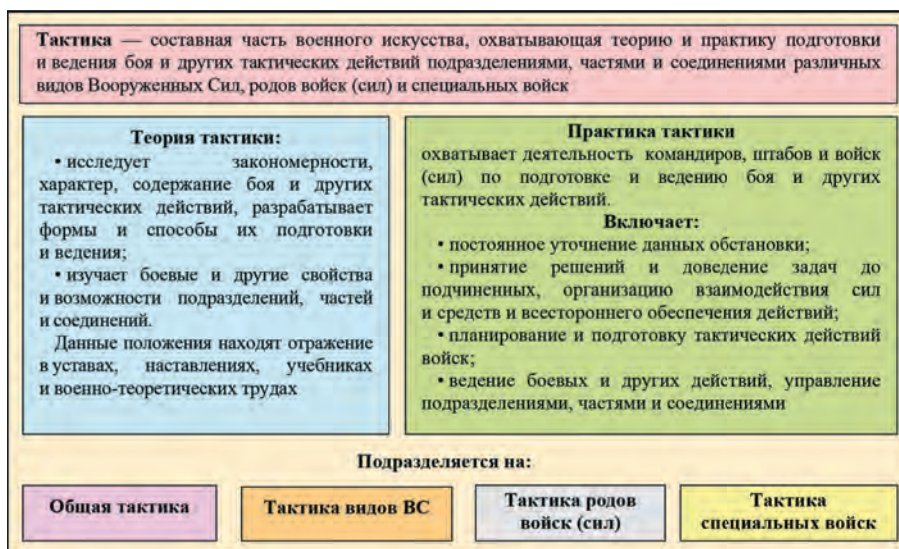 Тактика — составная часть военного искусства, охватывающая теорию и практику подготовки
и ведения боя и других тактических действий подразделениями, частями и соединениями различных
видов Вооруженных Сил, родов войск (сил) и специальных войск
Теория тактики:
• исследует закономерности,
характер, содержание боя и других
тактических действий, разрабатывает
формы и способы их подготовки
и ведения;
• изучает боевые и другие свойства
и возможности подразделений, частей
и соединений.
Данные положения находят отражение
в уставах, наставлениях, учебниках
и военно-теоретических трудах
Практика тактики
охватывает деятельность командиров, штабов и войск
(сил) по подготовке и ведению боя и других
тактических действий.
Включает:
• постоянное уточнение данных обстановки;
• принятие решений и доведение задач до
подчиненных, организацию взаимодействия сил
и средств и всестороннего обеспечения действий;
• планирование и подготовку тактических действий
войск;
• ведение боевых и других действий, управление
подразделениями, частями и соединениями
Подразделяется на:
Общая тактика
Тактика видов ВС
Тактика родов
войск (сил)
Тактика
специальных войск